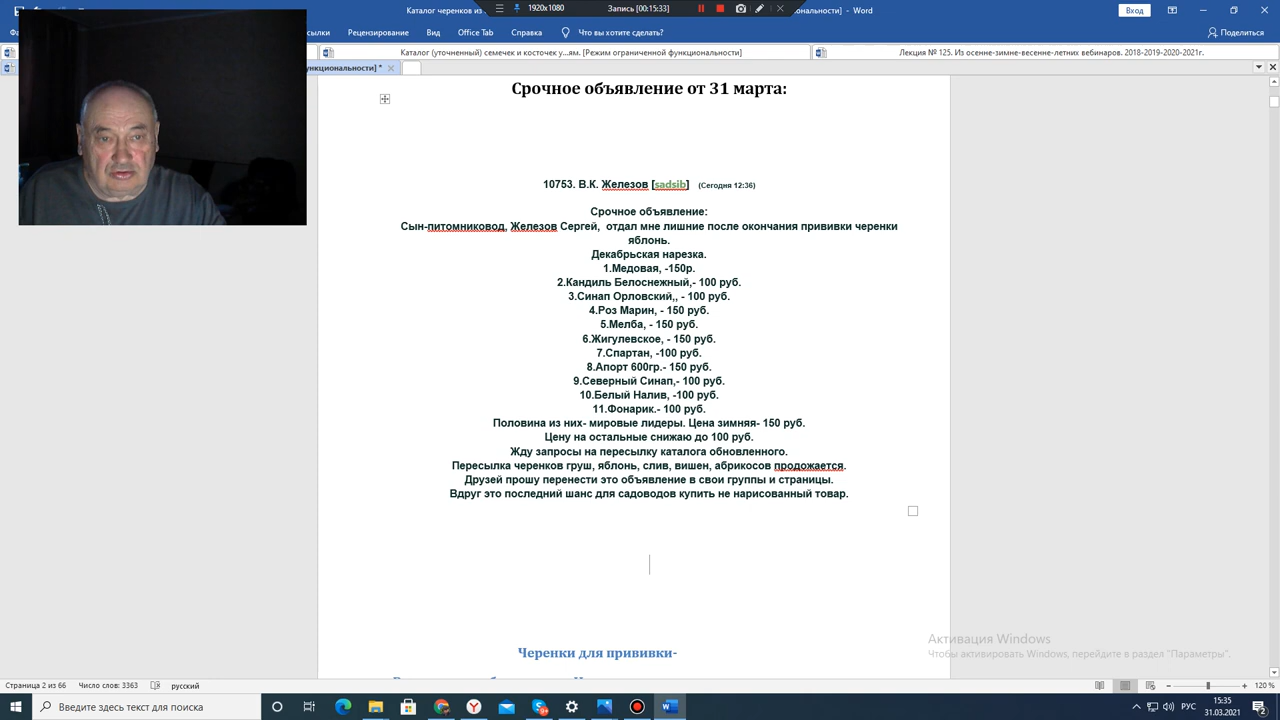 Каталог черенков из
1920x1080
Запись [00:15:33]
ональности] - Word
Вход
сылки
Рецензирование
Вид
Office Tab
Справка
Что вы хотите сделать?
Поделиться
Каталог (уточненный) семечек и косточек у...ям. [Режим ограниченной функциональности]
Лекция № 125. Из осенне-зимне-весенне-летних вебинаров. 2018-2019-2020-2021г.
ункциональности] *
Срочное объявление от 31 марта:
10753. В.К. Железов [sadsib] (Сегодня 12:36)
Срочное объявление:
Сын-питомниковод, Железов Сергей, отдал мне лишние после окончания прививки черенки
яблонь.
Декабрьская нарезка.
1.Медовая, -150р.
2.Кандиль Белоснежный,- 100 руб.
3.Синап Орловский,, - 100 руб.
4.Роз Марин, - 150 руб.
5.Мелба, - 150 руб.
6.Жигулевское, - 150 руб.
7.Спартан, -100 руб.
8.Апорт 600гр.- 150 руб.
9.Северный Синап,- 100 руб.
10.Белый Налив, -100 руб.
11.Фонарик.- 100 руб.
Половина из них- мировые лидеры. Цена зимняя- 150 руб.
Цену на остальные снижаю до 100 руб.
Жду запросы на пересылку каталога обновленного.
Пересылка черенков груш, яблонь, слив, вишен, абрикосов продожается.
Друзей прошу перенести это объявление в свои группы и страницы.
Вдруг это последний шанс для садоводов купить не нарисованный товар.
Черенки для прививки-
Активация Windows
Чтобы активировать Windows, перейдите в раздел "Параметры".
Страница 2 из 66
Число слов: 3363
русский
120 %
Введите здесь текст для поиска
РУС
15:35
31.03.2021